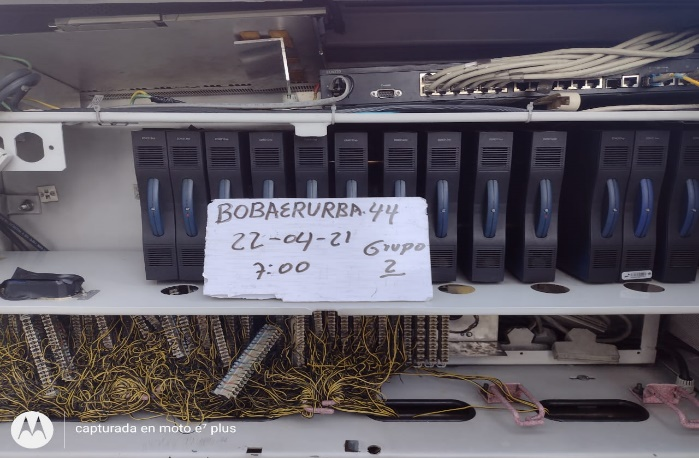 BOBAERURBA.44
22-04-21
Grupo
7:00
2
capturada en moto e⁷ plus